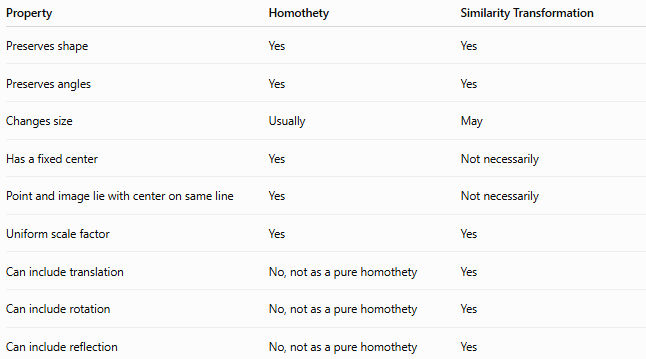 Property Homothety Similarity Transformation
Preserves shape Yes Yes
Preserves angles Yes Yes
Changes size Usually May
Has a fixed center Yes Not necessarily
Point and image lie with center on same line Yes Not necessarily
Uniform scale factor Yes Yes
Can include translation No, not as a pure homothety Yes
Can include rotation No, not as a pure homothety Yes
Can include reflection No, not as a pure homothety Yes